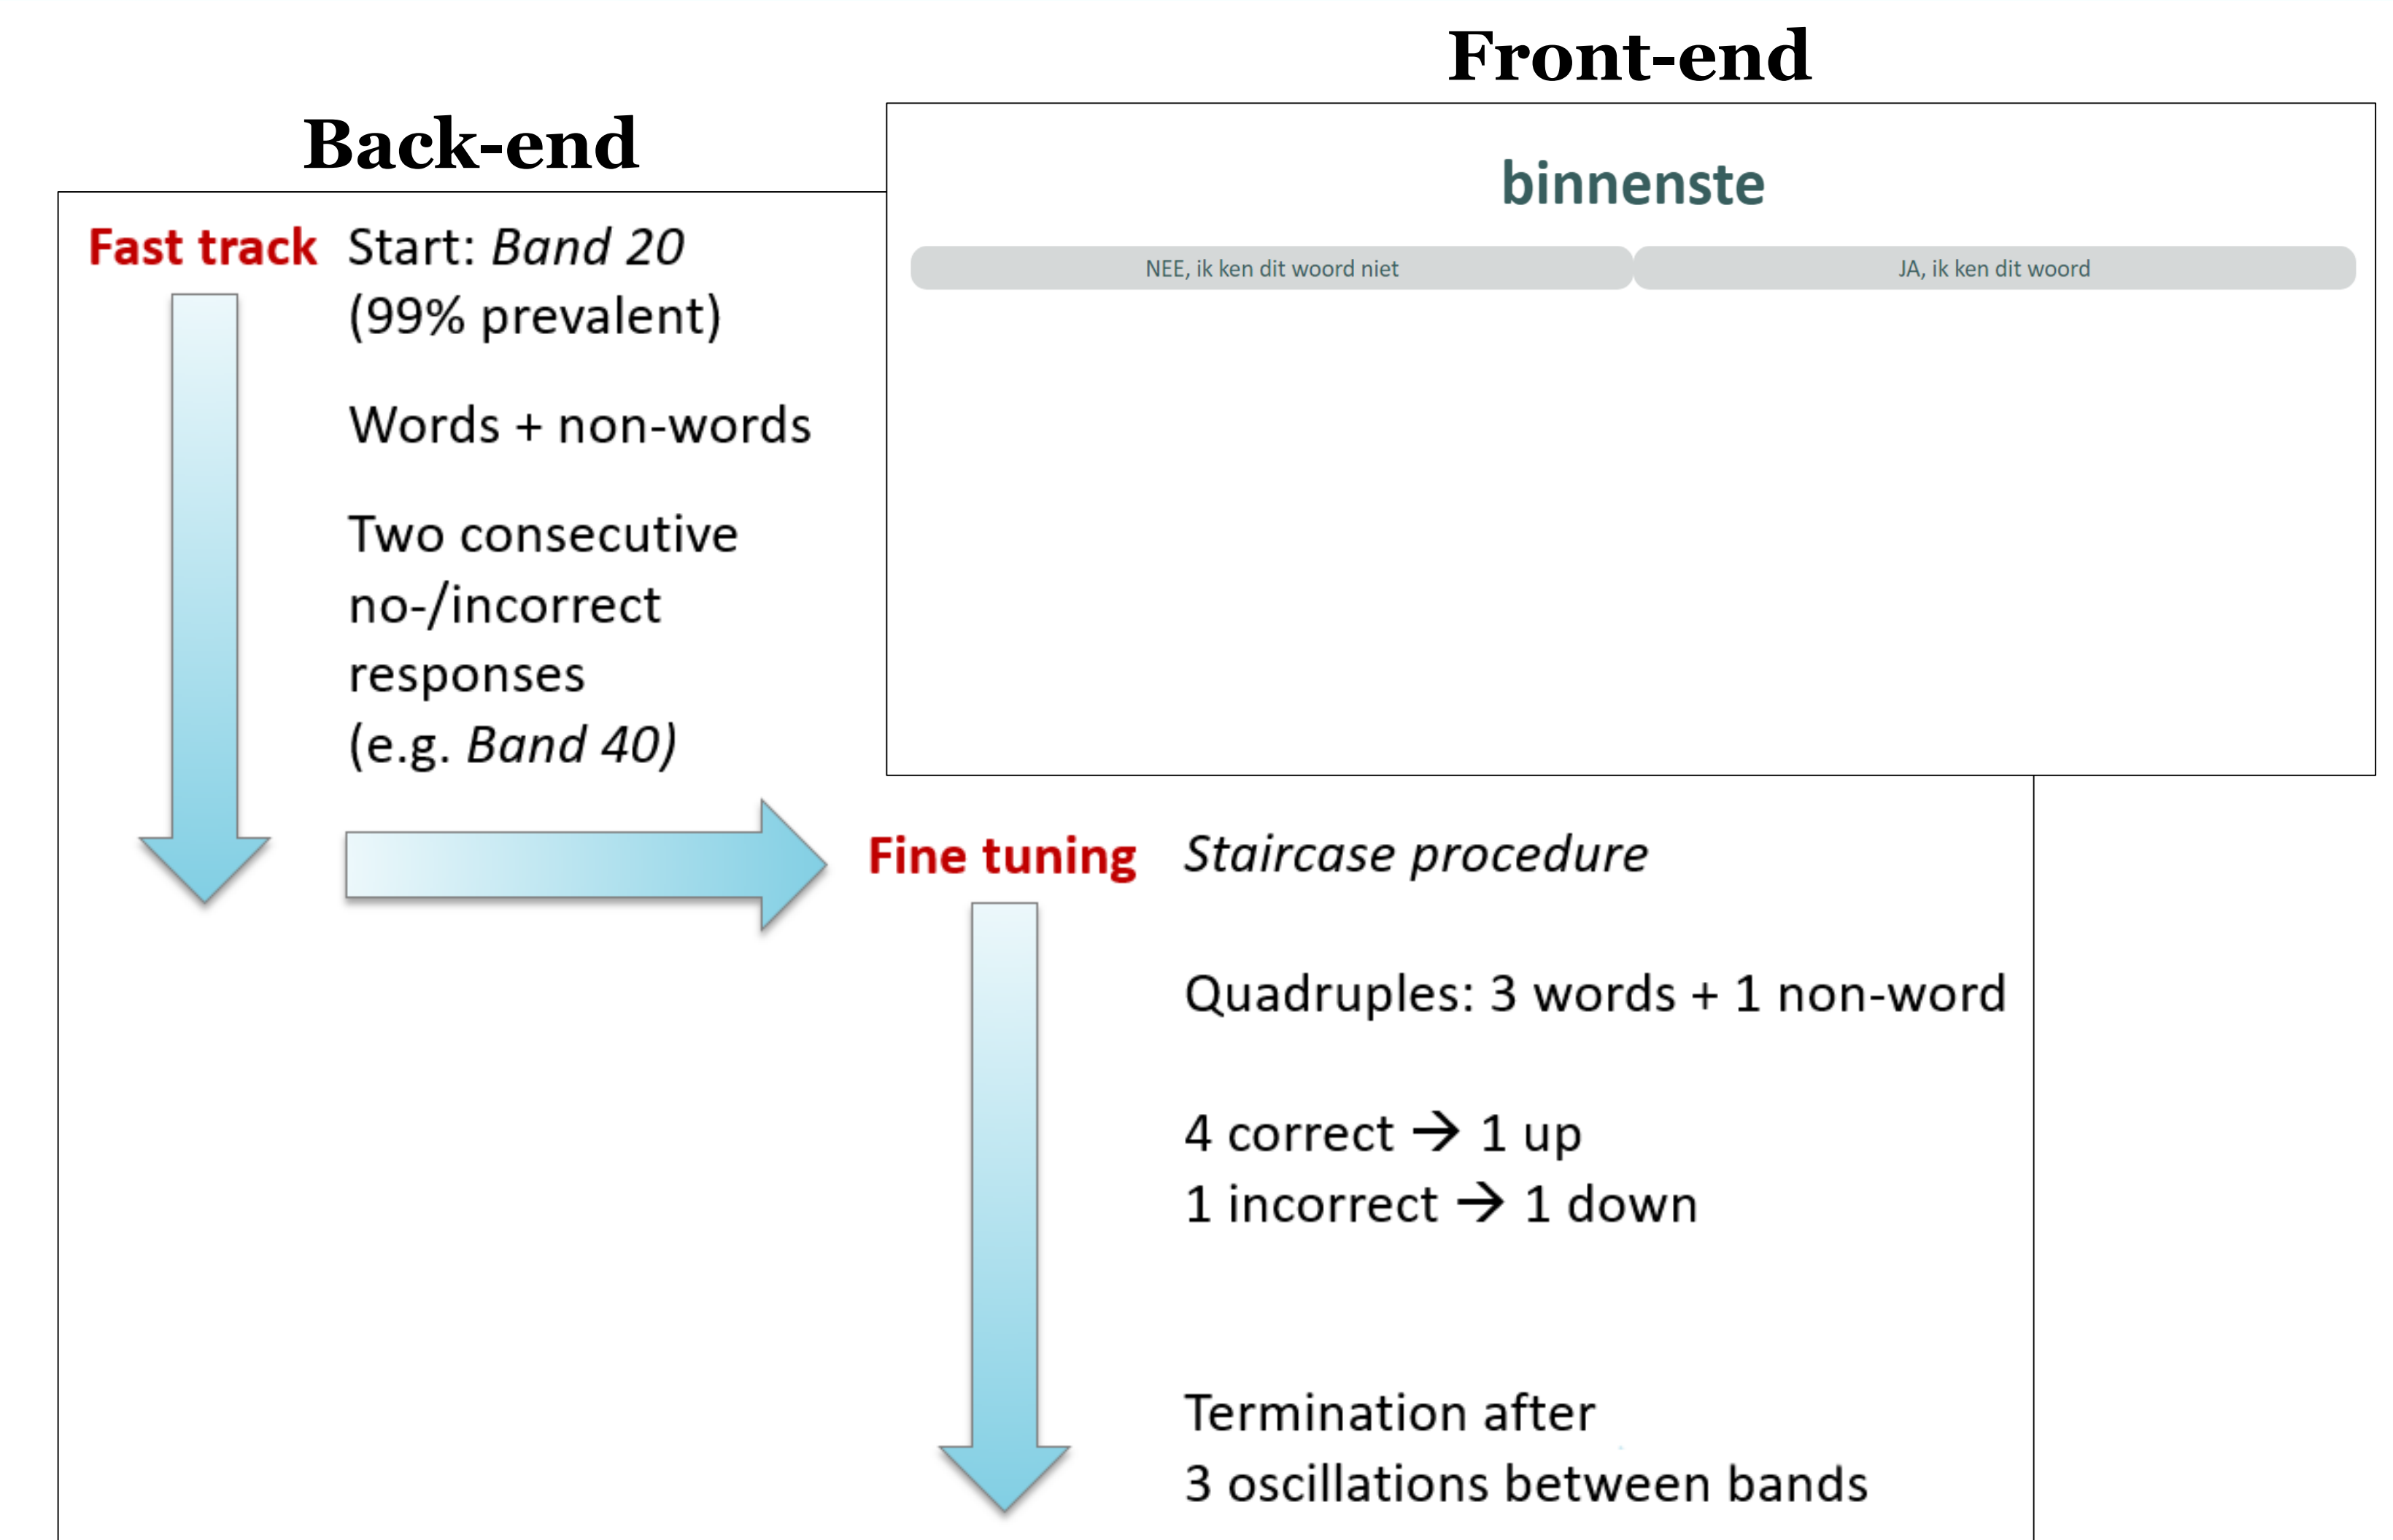 Front-end
Back-end
binnenste
NEE, ik ken dit woord niet
JA, ik ken dit woord
Fast track
Start: Band 20
(99% prevalent)
Words + non-words
Two consecutive
no-/incorrect
responses
(e.g. Band 40)
Fine tuning
Staircase procedure
Quadruples: 3 words + 1 non-word
4 correct → 1 up
1 incorrect → 1 down
Termination after
3 oscillations between bands